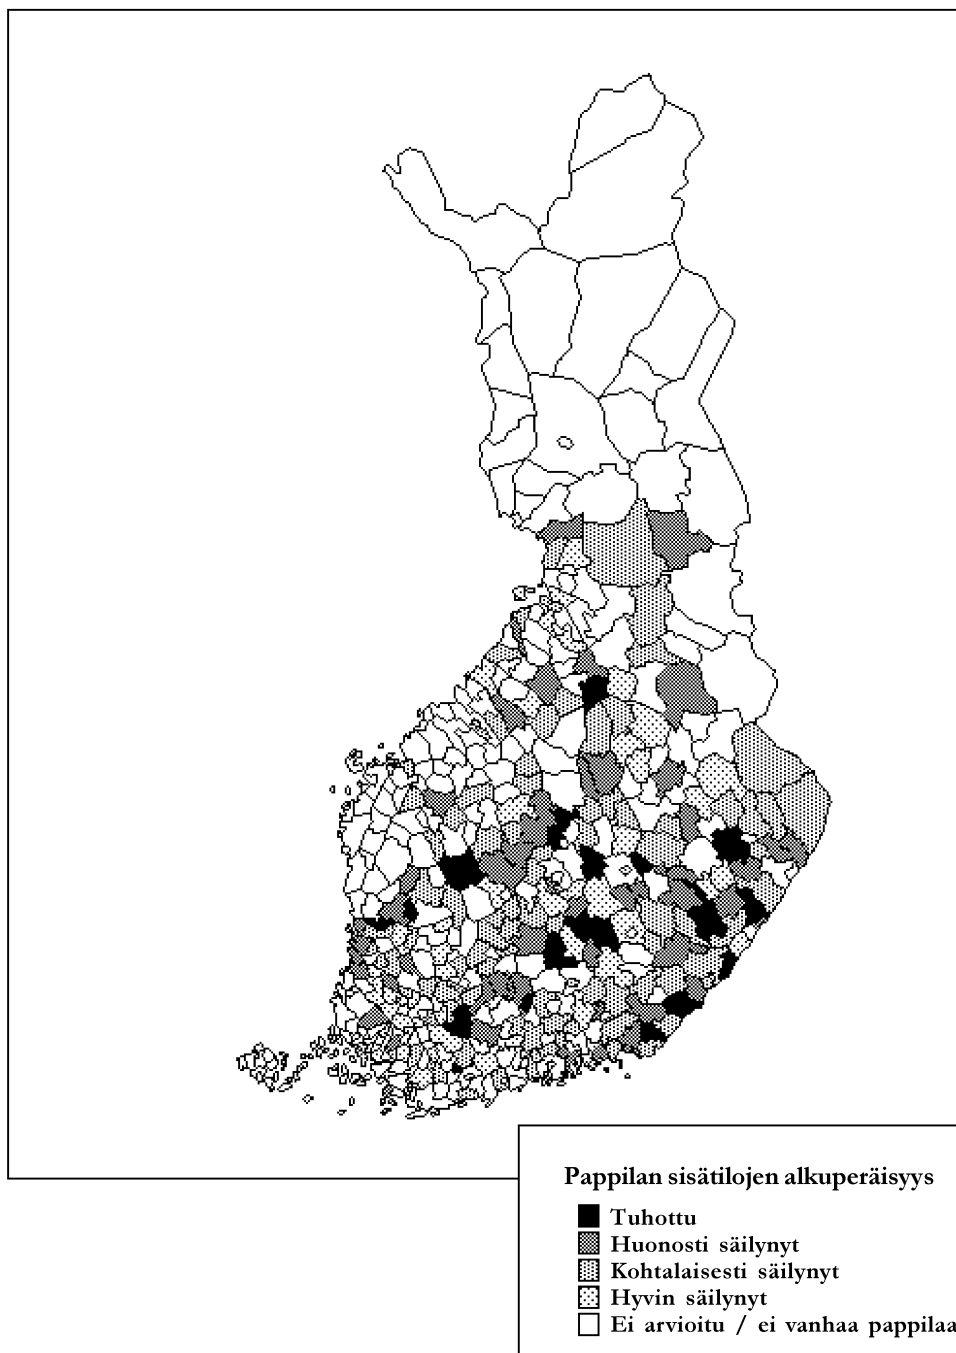 Pappilan sisätilojen alkuperäisyys
Tuhottu
Huonosti säilynyt
Kohtalaisesti säilynyt
Hyvin säilynyt
Ei arvioitu / ei vanhaa pappilaa